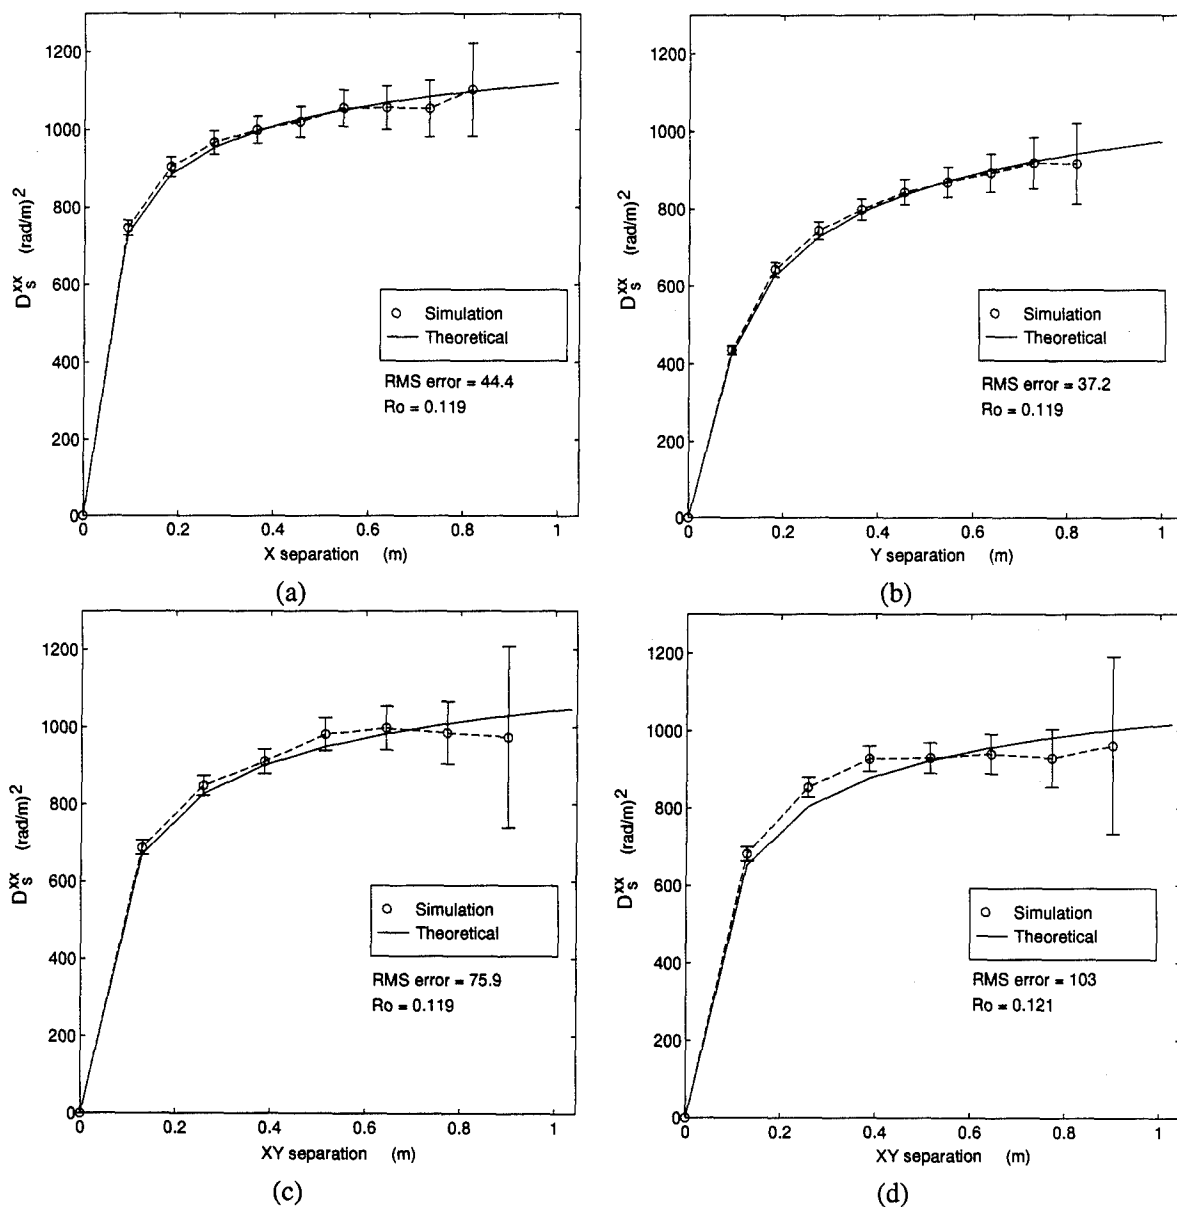 1200
1000
800
600
400
200
0
D_s^xx (rad/m)^2
Simulation
Theoretical
RMS error = 44.4
Ro = 0.119
0 0.2 0.4 0.6 0.8 1
X separation (m)
(a)
1200
1000
800
600
400
200
0
D_s^xx (rad/m)^2
Simulation
Theoretical
RMS error = 37.2
Ro = 0.119
0 0.2 0.4 0.6 0.8 1
Y separation (m)
(b)
1200
1000
800
600
400
200
0
D_s^xx (rad/m)^2
Simulation
Theoretical
RMS error = 75.9
Ro = 0.119
0 0.2 0.4 0.6 0.8 1
XY separation (m)
(c)
1200
1000
800
600
400
200
0
D_s^xx (rad/m)^2
Simulation
Theoretical
RMS error = 103
Ro = 0.121
0 0.2 0.4 0.6 0.8 1
XY separation (m)
(d)